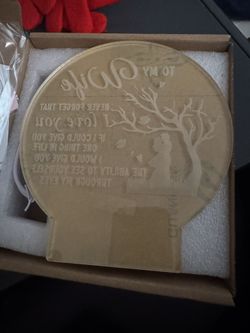 TO MY
Wife
NEVER FORGET THAT
I love you
IF I COULD GIVE YOU
ONE THING IN LIFE
I WOULD GIVE YOU
THE ABILITY TO SEE YOURSELF
THROUGH MY EYES